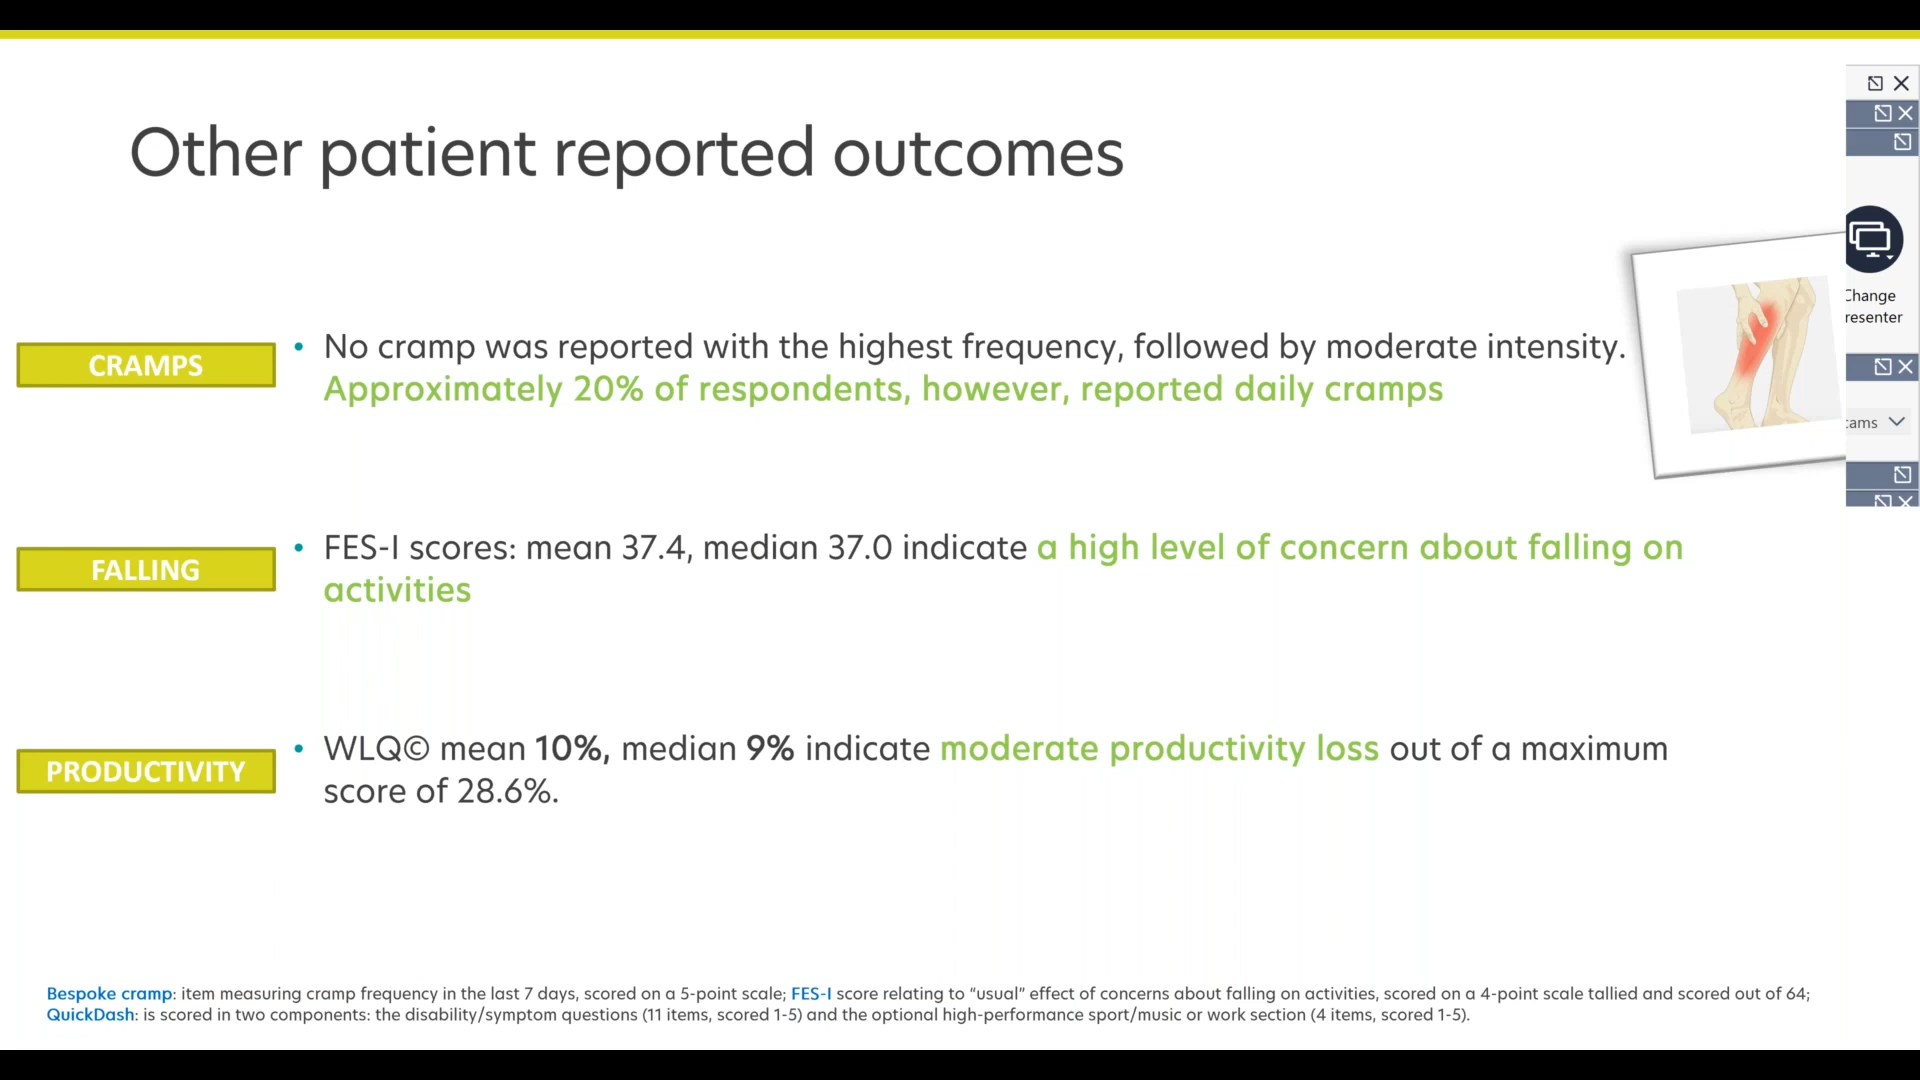 Other patient reported outcomes
CRAMPS
• No cramp was reported with the highest frequency, followed by moderate intensity.
Approximately 20% of respondents, however, reported daily cramps
FALLING
• FES-I scores: mean 37.4, median 37.0 indicate a high level of concern about falling on
activities
PRODUCTIVITY
• WLQ© mean 10%, median 9% indicate moderate productivity loss out of a maximum
score of 28.6%.
Bespoke cramp: item measuring cramp frequency in the last 7 days, scored on a 5-point scale; FES-I score relating to “usual” effect of concerns about falling on activities, scored on a 4-point scale tallied and scored out of 64;
QuickDash: is scored in two components: the disability/symptom questions (11 items, scored 1-5) and the optional high-performance sport/music or work section (4 items, scored 1-5).
Change
resenter
cams